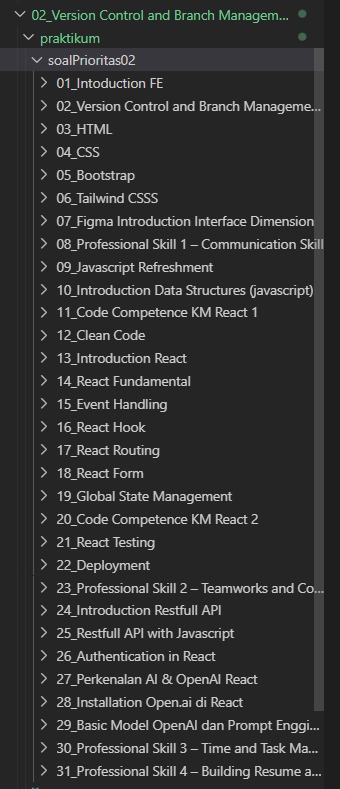 02_Version Control and Branch Managem...
praktikum
soalPrioritas02
01_Intoduction FE
02_Version Control and Branch Manageme...
03_HTML
04_CSS
05_Bootstrap
06_Tailwind CSSS
07_Figma Introduction Interface Dimension
08_Professional Skill 1 – Communication Skill
09_Javascript Refreshment
10_Introduction Data Structures (javascript)
11_Code Competence KM React 1
12_Clean Code
13_Introduction React
14_React Fundamental
15_Event Handling
16_React Hook
17_React Routing
18_React Form
19_Global State Management
20_Code Competence KM React 2
21_React Testing
22_Deployment
23_Professional Skill 2 – Teamworks and Co...
24_Introduction Restfull API
25_Restfull API with Javascript
26_Authentication in React
27_Perkenalan AI & OpenAI React
28_Installation Open.ai di React
29_Basic Model OpenAI dan Prompt Enggi...
30_Professional Skill 3 – Time and Task Ma...
31_Professional Skill 4 – Building Resume a...